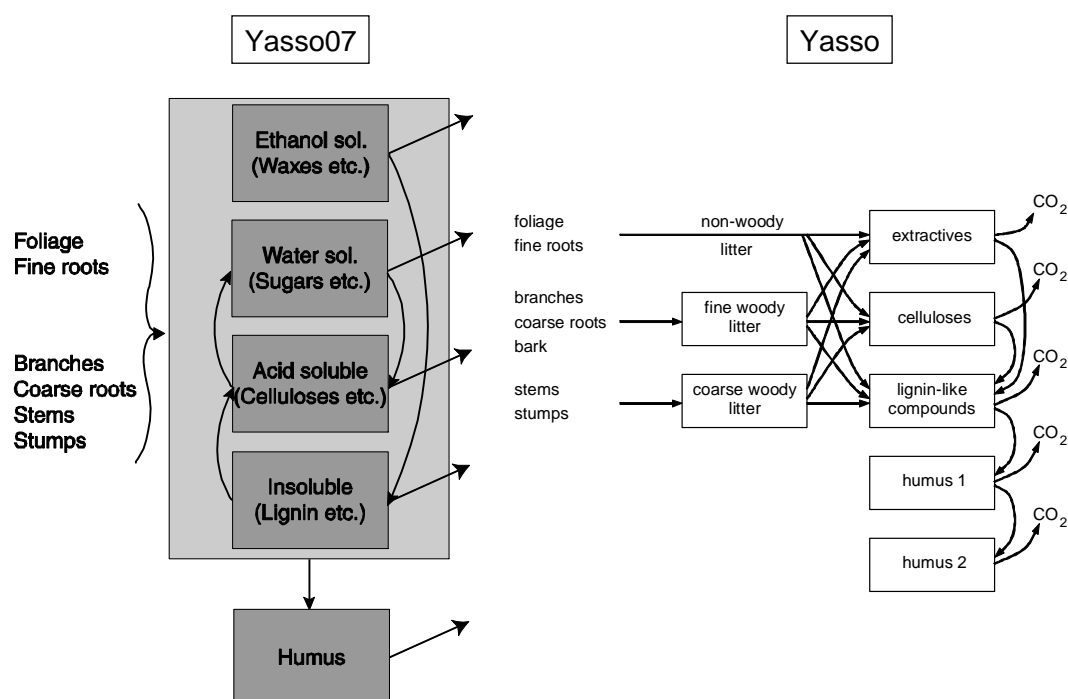 Yasso07
Ethanol sol.
(Waxes etc.)
Water sol.
(Sugars etc.)
Acid soluble
(Celluloses etc.)
Insoluble
(Lignin etc.)
Humus
Foliage
Fine roots
Branches
Coarse roots
Stems
Stumps
Yasso
foliage
fine roots
non-woody
litter
branches
coarse roots
bark
fine woody
litter
stems
stumps
coarse woody
litter
extractives
CO2
celluloses
CO2
lignin-like
compounds
CO2
humus 1
CO2
humus 2
CO2